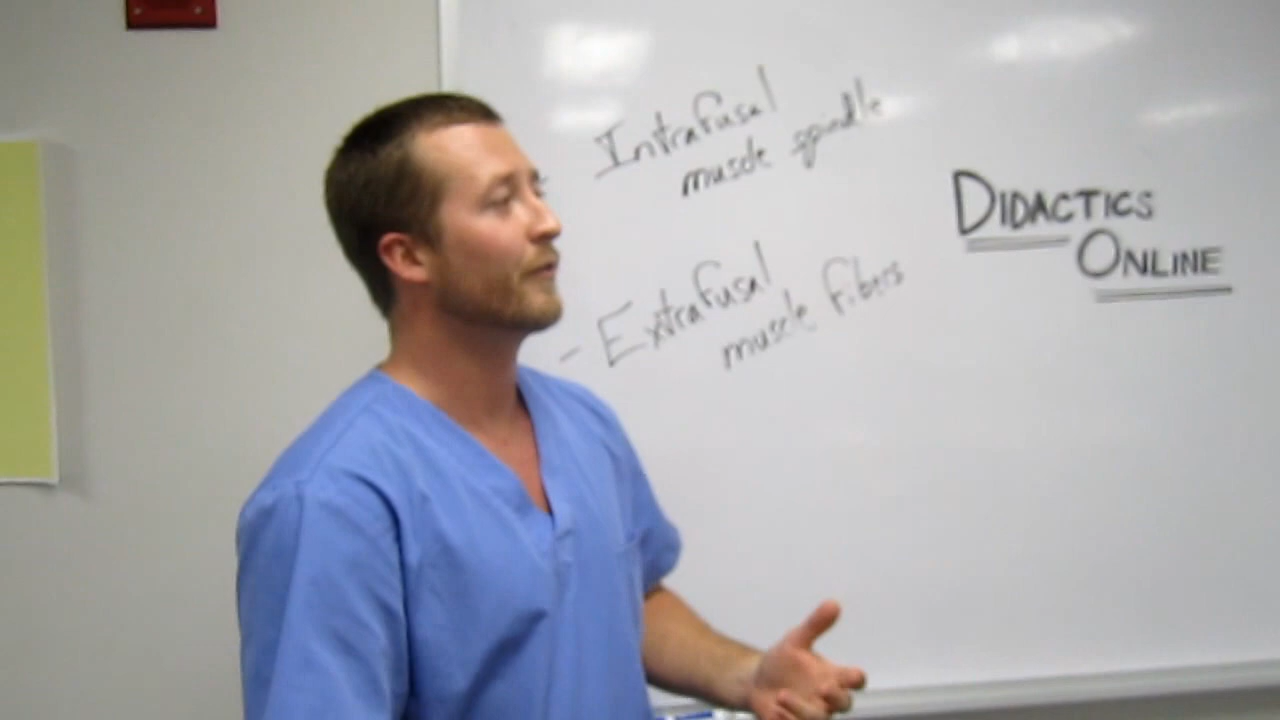 Intrafusal
muscle spindle
- Extrafusal
muscle fibers
DIDACTICS
ONLINE